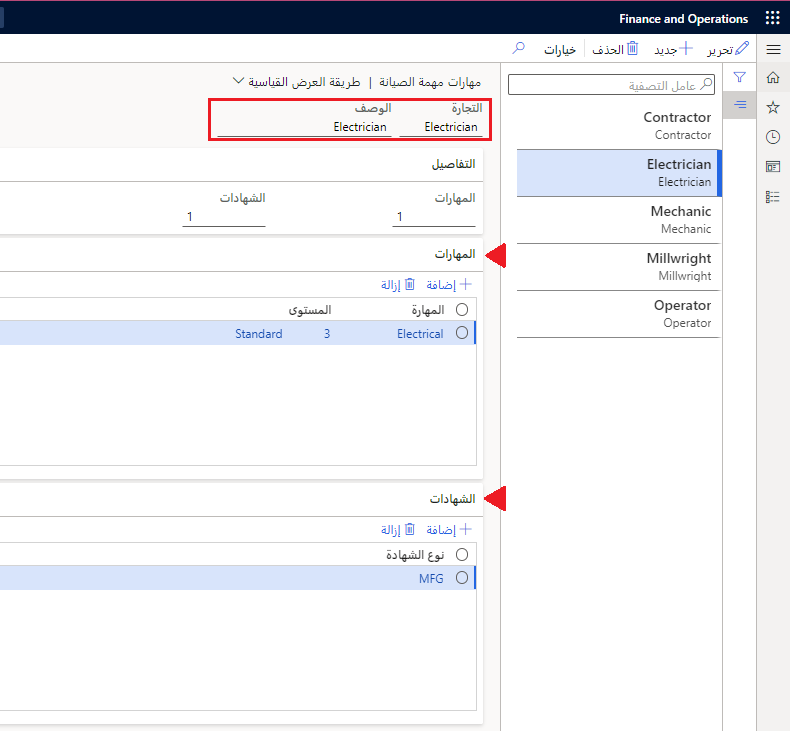 Finance and Operations
تحرير
جديد
الحذف
خيارات
عامل التصفية
Contractor
Contractor
Electrician
Electrician
Mechanic
Mechanic
Millwright
Millwright
Operator
Operator
مهارات مهمة الصيانة | طريقة العرض القياسية
التجارة الوصف
Electrician Electrician
التفاصيل
المهارات الشهادات
1 1
المهارات
إضافة إزالة
المهارة المستوى
Electrical 3 Standard
الشهادات
إضافة إزالة
نوع الشهادة
MFG